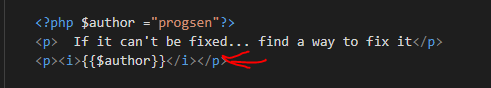 <?php $author ="progsen"?>
<p>  If it can't be fixed... find a way to fix it</p>
<p><i>{{$author}}</i></p>